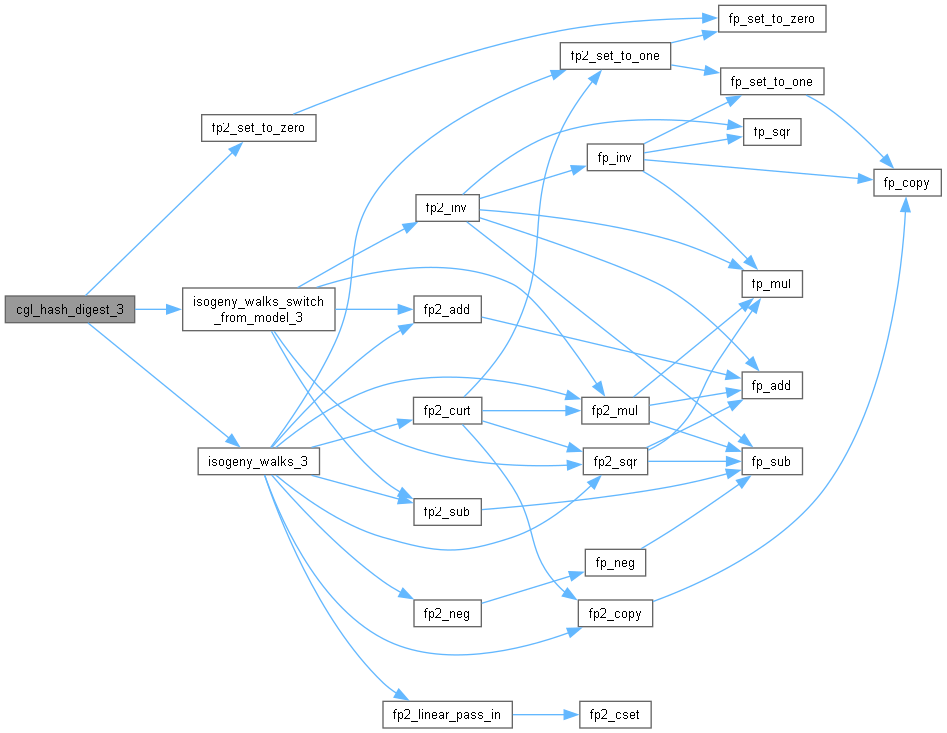 fp_set_to_zero
fp2_set_to_one
fp_set_to_one
fp2_set_to_zero
fp_sqr
fp_inv
fp_copy
fp2_inv
fp_mul
cgl_hash_digest_3
isogeny_walks_switch
_from_model_3
fp2_add
fp_add
fp2_curt
fp2_mul
isogeny_walks_3
fp2_sqr
fp_sub
fp2_sub
fp_neg
fp2_neg
fp2_copy
fp2_linear_pass_in
fp2_cset